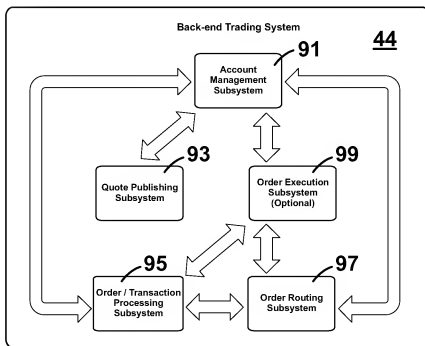 Back-end Trading System
44
91
Account
Management
Subsystem
93
Quote Publishing
Subsystem
99
Order Execution
Subsystem
(Optional)
95
Order / Transaction
Processing
Subsystem
97
Order Routing
Subsystem